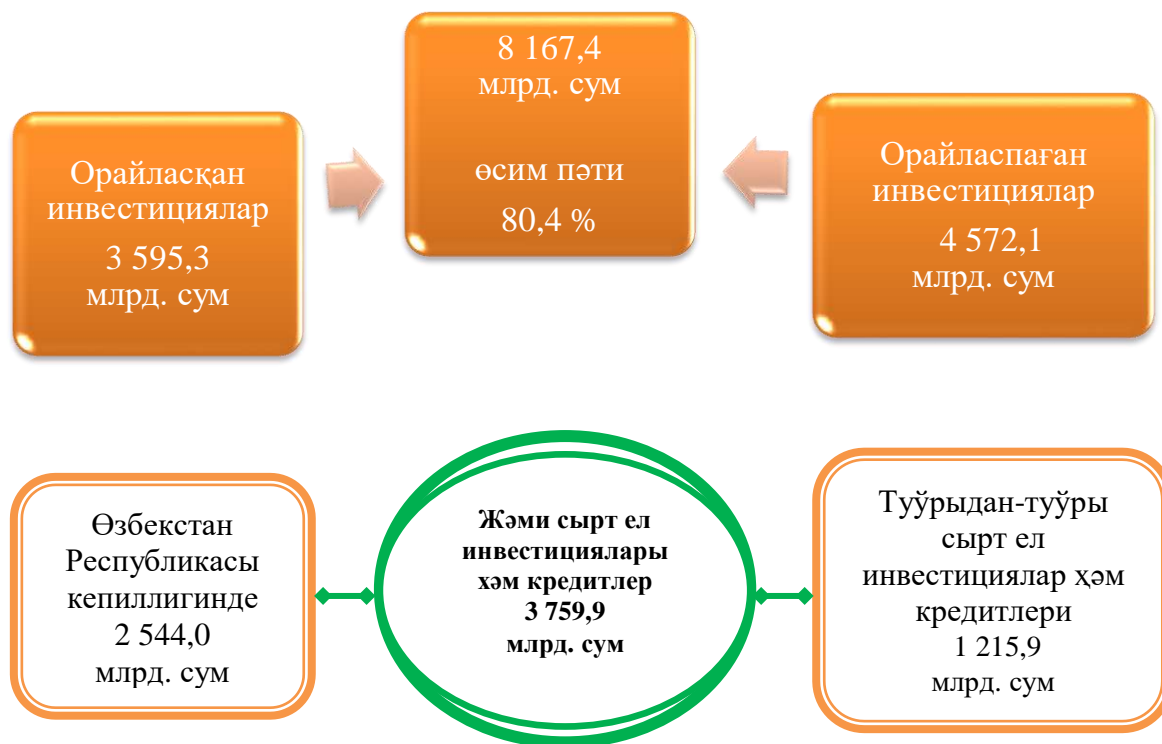 8 167,4
млрд. сум
өсим пәти
80,4 %
Орайласқан
инвестициялар
3 595,3
млрд. сум
Орайласпаған
инвестициялар
4 572,1
млрд. сум
Өзбекстан
Республикасы
кепиллигинде
2 544,0
млрд. сум
Жәми сырт ел
инвестициялары
хәм кредитлер
3 759,9
млрд. сум
Туўрыдан-туўры
сырт ел
инвестициялар ҳәм
кредитлери
1 215,9
млрд. сум